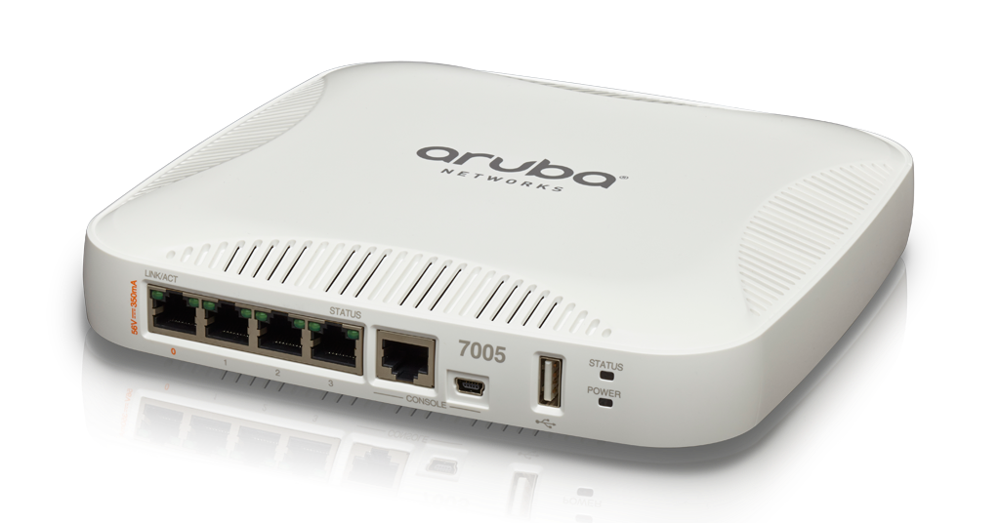 aruba®
NETWORKS
LINK/ACT
56V⎓350mA
STATUS
0
1
2
3
7005
CONSOLE
STATUS
POWER